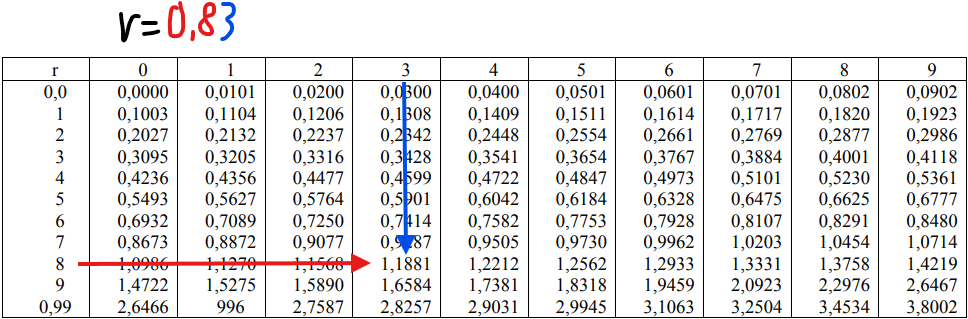 r=0,83
r 0 1 2 3 4 5 6 7 8 9
0,0 0,0000 0,0101 0,0200 0,0300 0,0400 0,0501 0,0601 0,0701 0,0802 0,0902
1 0,1003 0,1104 0,1206 0,1308 0,1409 0,1511 0,1614 0,1717 0,1820 0,1923
2 0,2027 0,2132 0,2237 0,2342 0,2448 0,2554 0,2661 0,2769 0,2877 0,2986
3 0,3095 0,3205 0,3316 0,3428 0,3541 0,3654 0,3767 0,3884 0,4001 0,4118
4 0,4236 0,4356 0,4477 0,4599 0,4722 0,4847 0,4973 0,5101 0,5230 0,5361
5 0,5493 0,5627 0,5764 0,5901 0,6042 0,6184 0,6328 0,6475 0,6625 0,6777
6 0,6932 0,7089 0,7250 0,7414 0,7582 0,7753 0,7928 0,8107 0,8291 0,8480
7 0,8673 0,8872 0,9077 0,9505 0,9730 0,9962 1,0203 1,0454 1,0714
8 1,0986 1,1270 1,1568 1,1881 1,2212 1,2562 1,2933 1,3331 1,3758 1,4219
9 1,4722 1,5275 1,5890 1,6584 1,7381 1,8318 1,9459 2,0923 2,2976 2,6467
0,99 2,6466 996 2,7587 2,8257 2,9031 2,9945 3,1063 3,2504 3,4534 3,8002